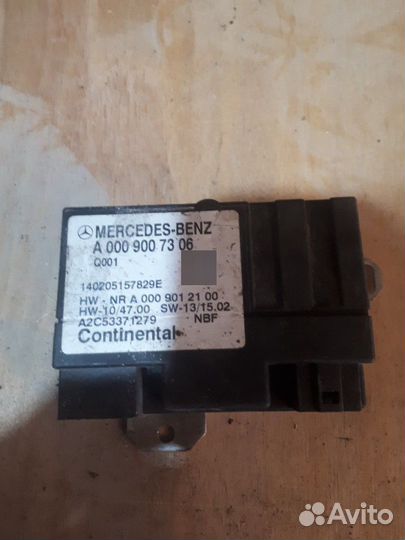 MERCEDES-BENZ
A 000 900 73 06
Q001
140205157829E
HW - NR A 000 901 21 00
HW-10/47.00 SW-13/15.02
A2C53371279 NBF
Continental
Avito